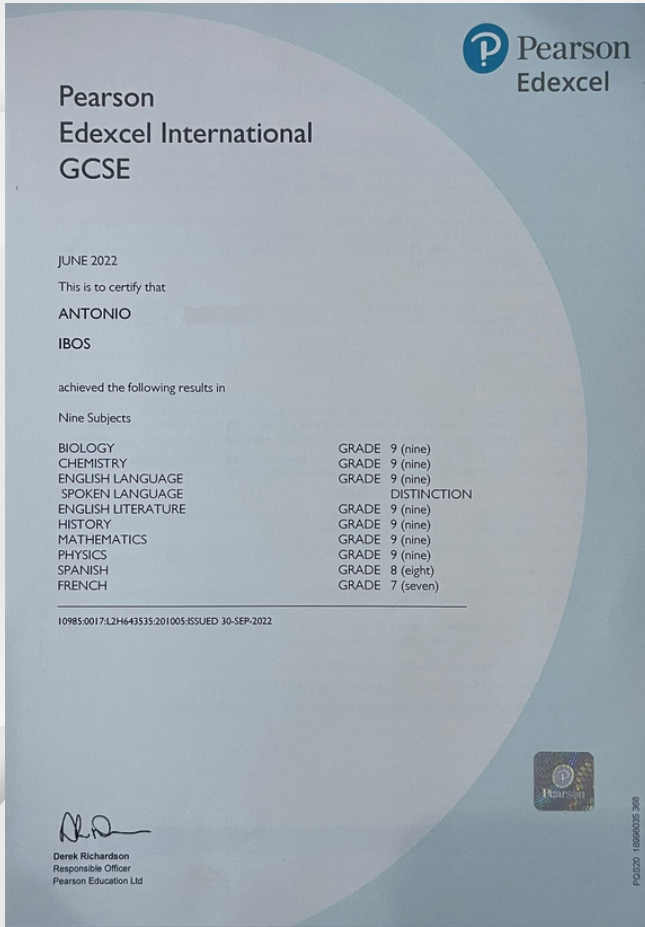 Pearson
Edexcel
Pearson
Edexcel International
GCSE
JUNE 2022
This is to certify that
ANTONIO
IBOS
achieved the following results in
Nine Subjects
BIOLOGY GRADE 9 (nine)
CHEMISTRY GRADE 9 (nine)
ENGLISH LANGUAGE GRADE 9 (nine)
SPOKEN LANGUAGE DISTINCTION
ENGLISH LITERATURE GRADE 9 (nine)
HISTORY GRADE 9 (nine)
MATHEMATICS GRADE 9 (nine)
PHYSICS GRADE 9 (nine)
SPANISH GRADE 8 (eight)
FRENCH GRADE 7 (seven)
10985:0017:L2H643535:201005:ISSUED 30-SEP-2022
Pearson
Derek Richardson
Responsible Officer
Pearson Education Ltd
PQS20 18998035 368